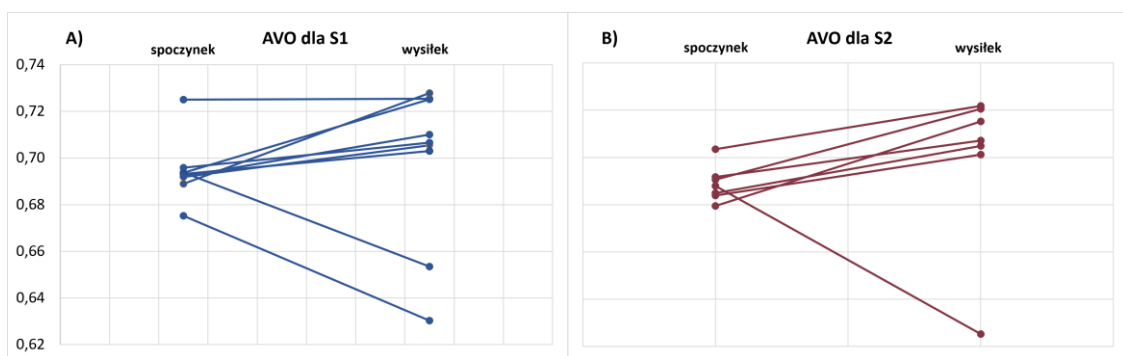 A) AVO dla S1
spoczynek wysiłek
0,74
0,72
0,70
0,68
0,66
0,64
0,62
B) AVO dla S2
spoczynek wysiłek